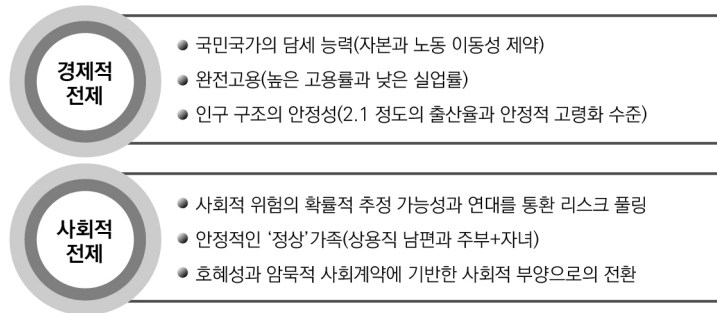 경제적
전제
국민국가의 담세 능력(자본과 노동 이동성 제약)
완전고용(높은 고용률과 낮은 실업률)
인구 구조의 안정성(2.1 정도의 출산율과 안정적 고령화 수준)
사회적
전제
사회적 위험의 확률적 추정 가능성과 연대를 통환 리스크 풀링
안정적인 ‘정상’가족(상용직 남편과 주부+자녀)
호혜성과 암묵적 사회계약에 기반한 사회적 부양으로의 전환